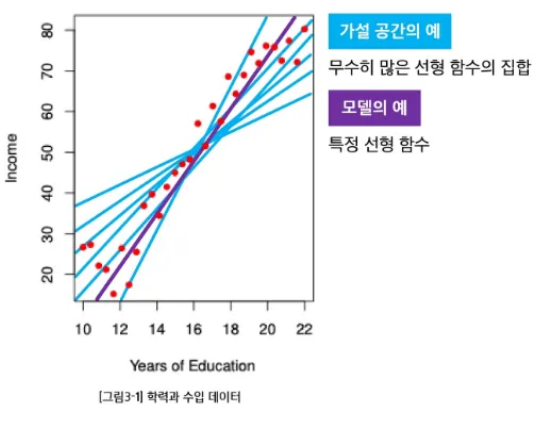 가설 공간의 예
무수히 많은 선형 함수의 집합
모델의 예
특정 선형 함수
Income
80
70
60
50
40
30
20
10 12 14 16 18 20 22
Years of Education
[그림3-1] 학력과 수입 데이터